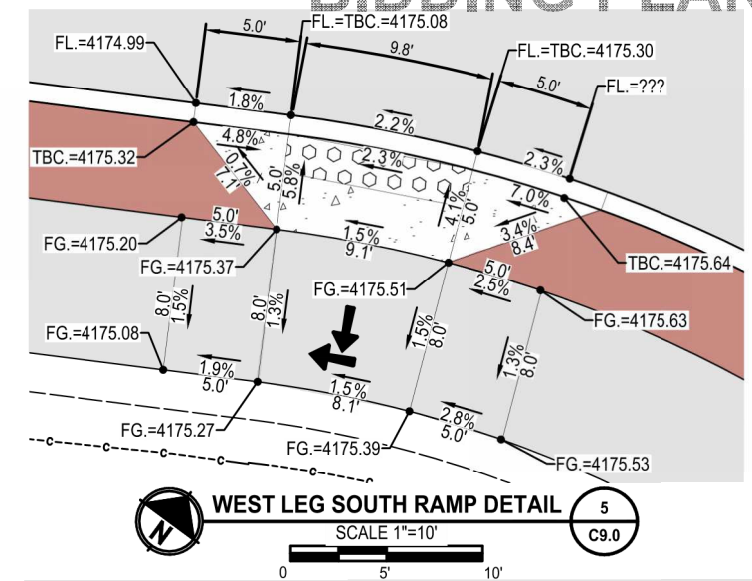 BIDDING PLAN
5.0'
FL.=TBC.=4175.08
FL.=4174.99
9.8'
FL.=TBC.=4175.30
5.0'
FL.=???
1.8%
2.2%
2.3%
4.8%
2.3%
TBC.=4175.32
0.7%
7.1'
5.0'
5.8%
4.1%
5.0'
7.0%
5.0'
3.5%
1.5%
9.1'
3.4%
8.4'
FG.=4175.20
FG.=4175.37
TBC.=4175.64
5.0'
2.5%
FG.=4175.51
8.0'
1.5%
8.0'
1.3%
1.5%
8.0'
1.3%
8.0'
FG.=4175.63
FG.=4175.08
1.9%
5.0'
1.5%
8.1'
2.8%
5.0'
FG.=4175.27
FG.=4175.39
FG.=4175.53
C C C C C
N
WEST LEG SOUTH RAMP DETAIL
5
C9.0
SCALE 1"=10'
0 5' 10'